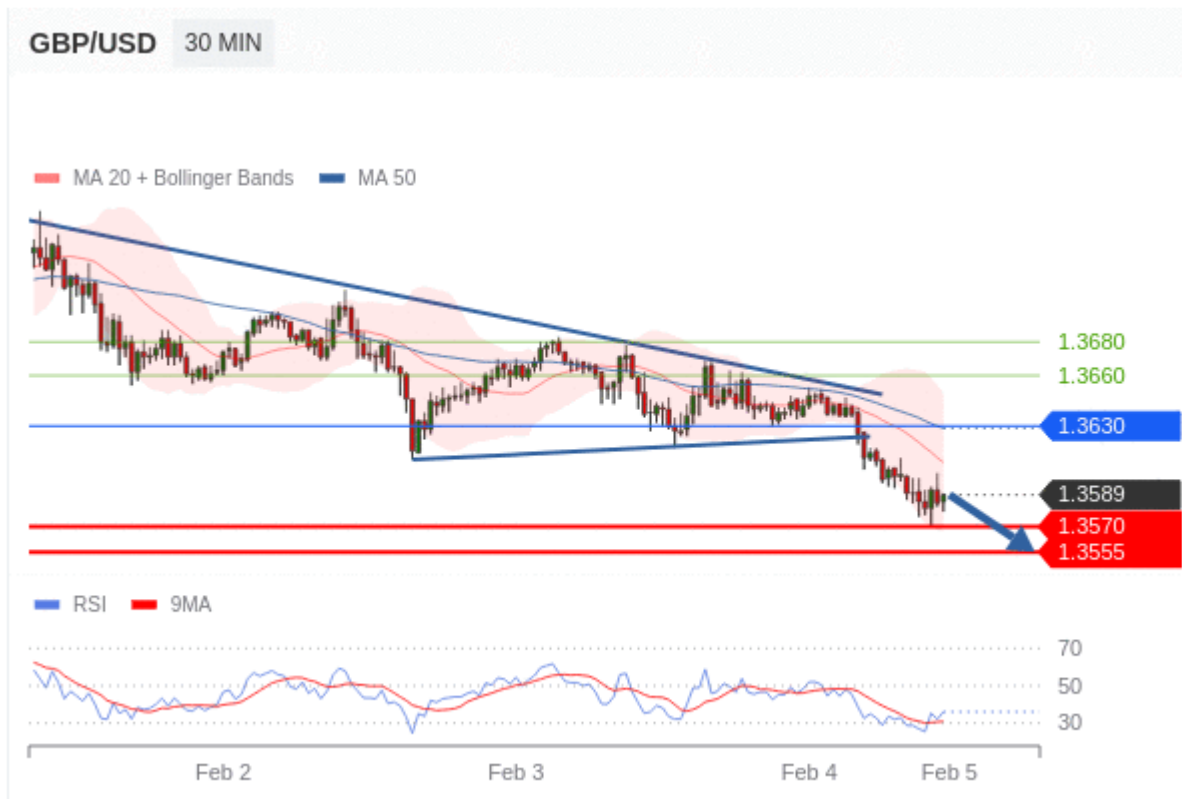 GBP/USD 30 MIN
MA 20 + Bollinger Bands MA 50
1.3680
1.3660
1.3630
1.3589
1.3570
1.3555
RSI 9MA
70
50
30
Feb 2 Feb 3 Feb 4 Feb 5